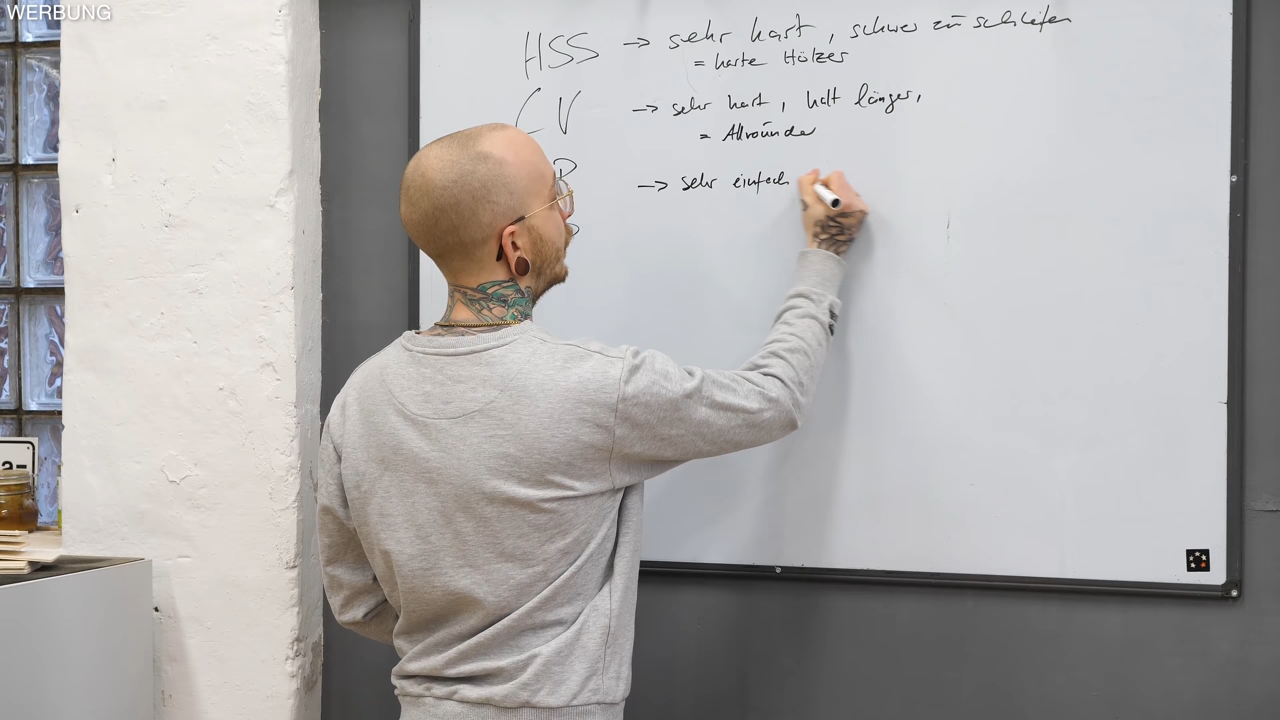 WERBUNG
HSS → sehr hart, schwer zu schleifen
= harte Hölzer
CV → sehr hart, hält länger,
= Allrounder
→ sehr einfach